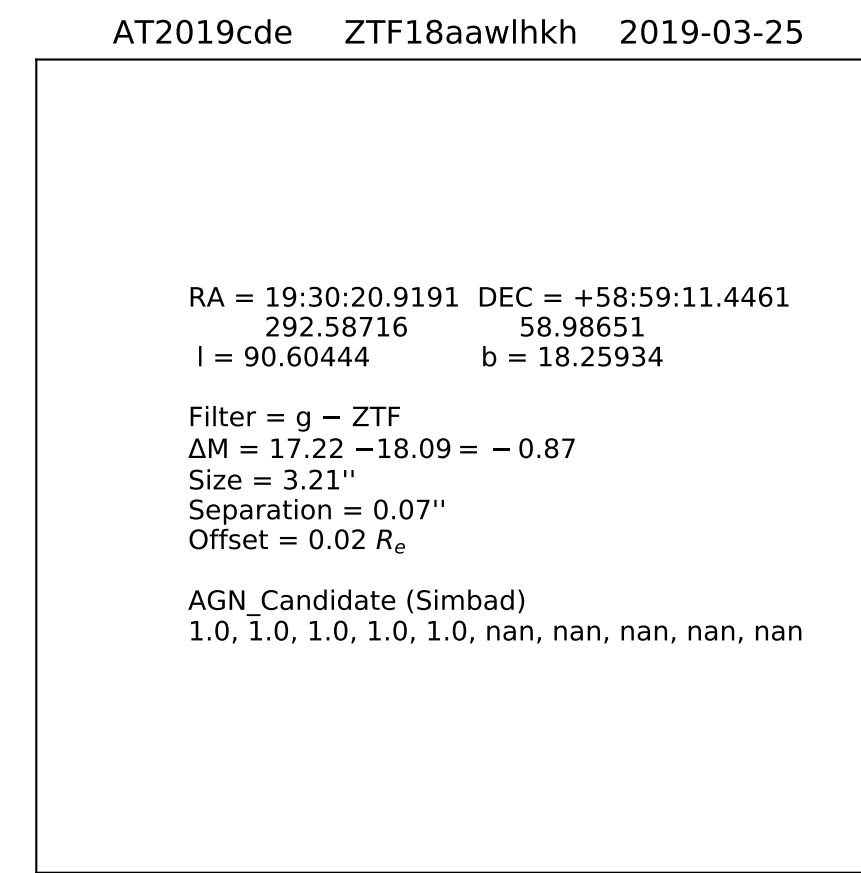 AT2019cde ZTF18aawlhkh 2019-03-25
RA = 19:30:20.9191 DEC = +58:59:11.4461
292.58716 58.98651
l = 90.60444 b = 18.25934
Filter = g − ZTF
ΔM = 17.22 −18.09 = − 0.87
Size = 3.21''
Separation = 0.07''
Offset = 0.02 Re
AGN_Candidate (Simbad)
1.0, 1.0, 1.0, 1.0, 1.0, nan, nan, nan, nan, nan